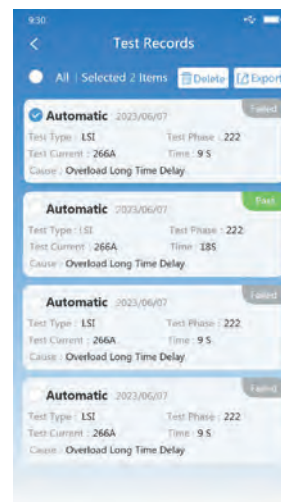 9:30
Test Records
All | Selected 2 Items Delete Export
Automatic 2023/06/07 Failed
Test Type : LSI Test Phase : 222
Test Current : 266A Time : 9 S
Cause : Overload Long Time Delay
Automatic 2023/06/07
Test Type : LSI Test Phase : 222
Test Current : 266A Time : 18S
Cause : Overload Long Time Delay
Automatic 2023/06/07 Failed
Test Type : LSI Test Phase : 222
Test Current : 266A Time : 9 S
Cause : Overload Long Time Delay
Automatic 2023/06/07 Failed
Test Type : LSI Test Phase : 222
Test Current : 266A Time : 9 S
Cause : Overload Long Time Delay